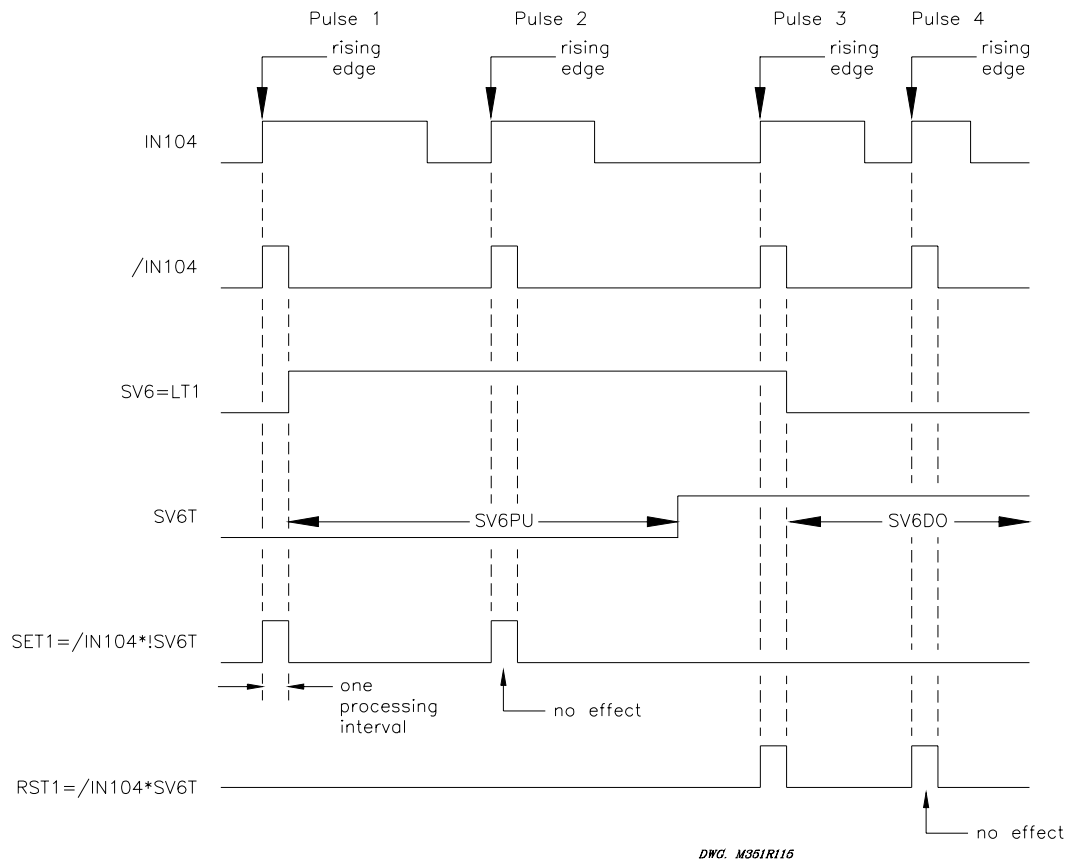 Pulse 1
Pulse 2
Pulse 3
Pulse 4
rising
edge
rising
edge
rising
edge
rising
edge
IN104
/IN104
SV6=LT1
SV6T
SV6PU
SV6DO
SET1=/IN104*!SV6T
one
processing
interval
no effect
RST1=/IN104*SV6T
no effect
DWG. M351R115